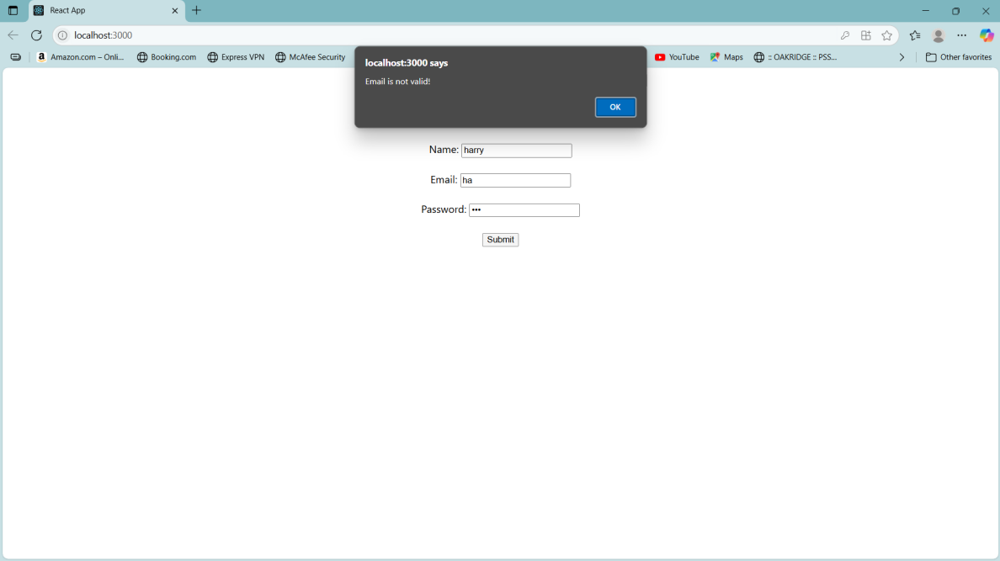 React App
localhost:3000
Amazon.com – Onli...
Booking.com
Express VPN
McAfee Security
YouTube
Maps
:: OAKRIDGE :: PSS...
Other favorites
localhost:3000 says
Email is not valid!
OK
Name: harry
Email: ha
Password: •••
Submit